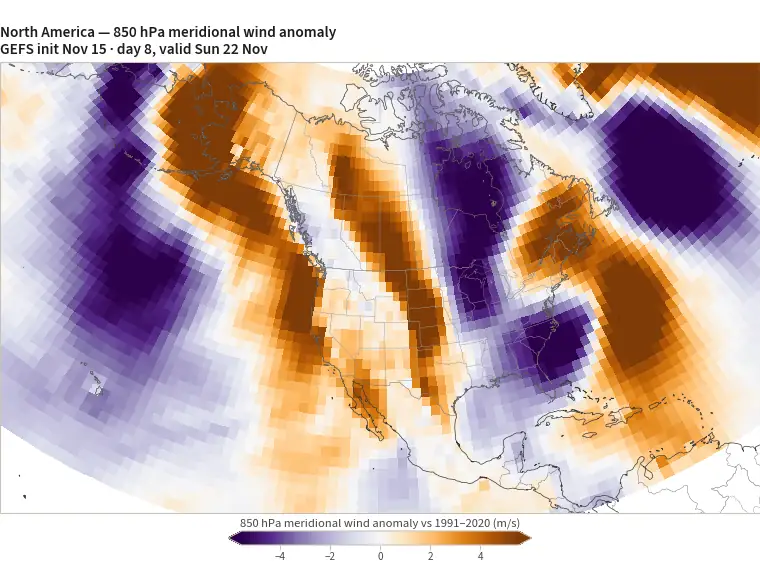 North America — 850 hPa meridional wind anomaly
GEFS init Nov 15 · day 8, valid Sun 22 Nov
850 hPa meridional wind anomaly vs 1991–2020 (m/s)
−4 −2 0 2 4